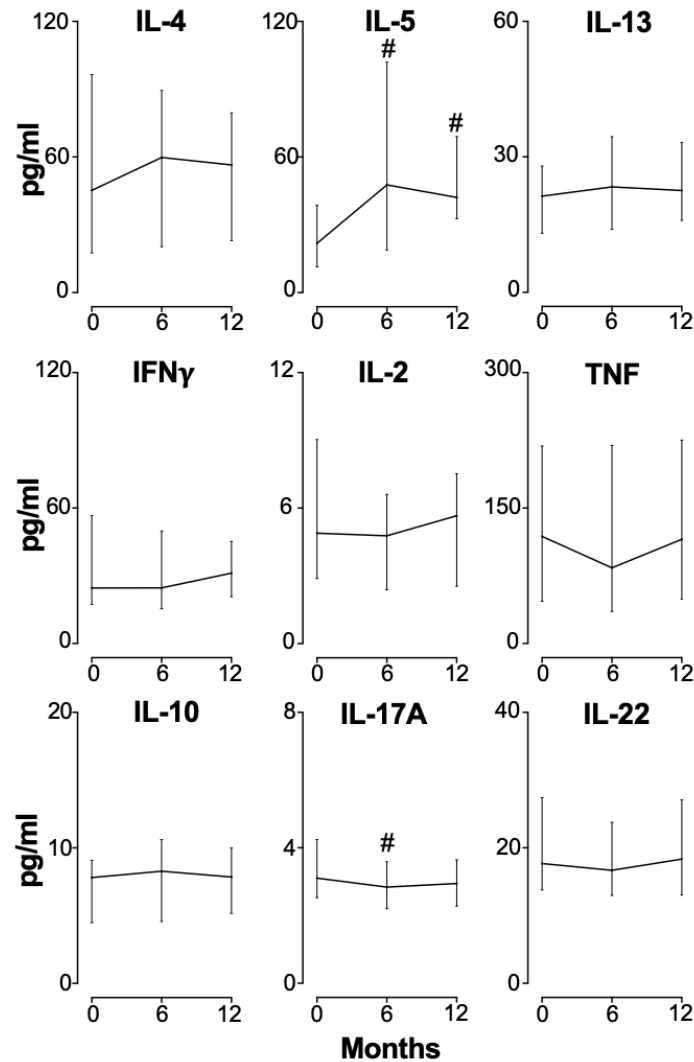 IL-4 IL-5 IL-13
120 120 60
# #
pg/ml 60 60 30
0 0 0
0 6 12 0 6 12 0 6 12
IFNγ IL-2 TNF
120 12 300
pg/ml 60 6 150
0 0 0
0 6 12 0 6 12 0 6 12
IL-10 IL-17A IL-22
20 8 40
#
pg/ml 10 4 20
0 0 0
0 6 12 0 6 12 0 6 12
Months